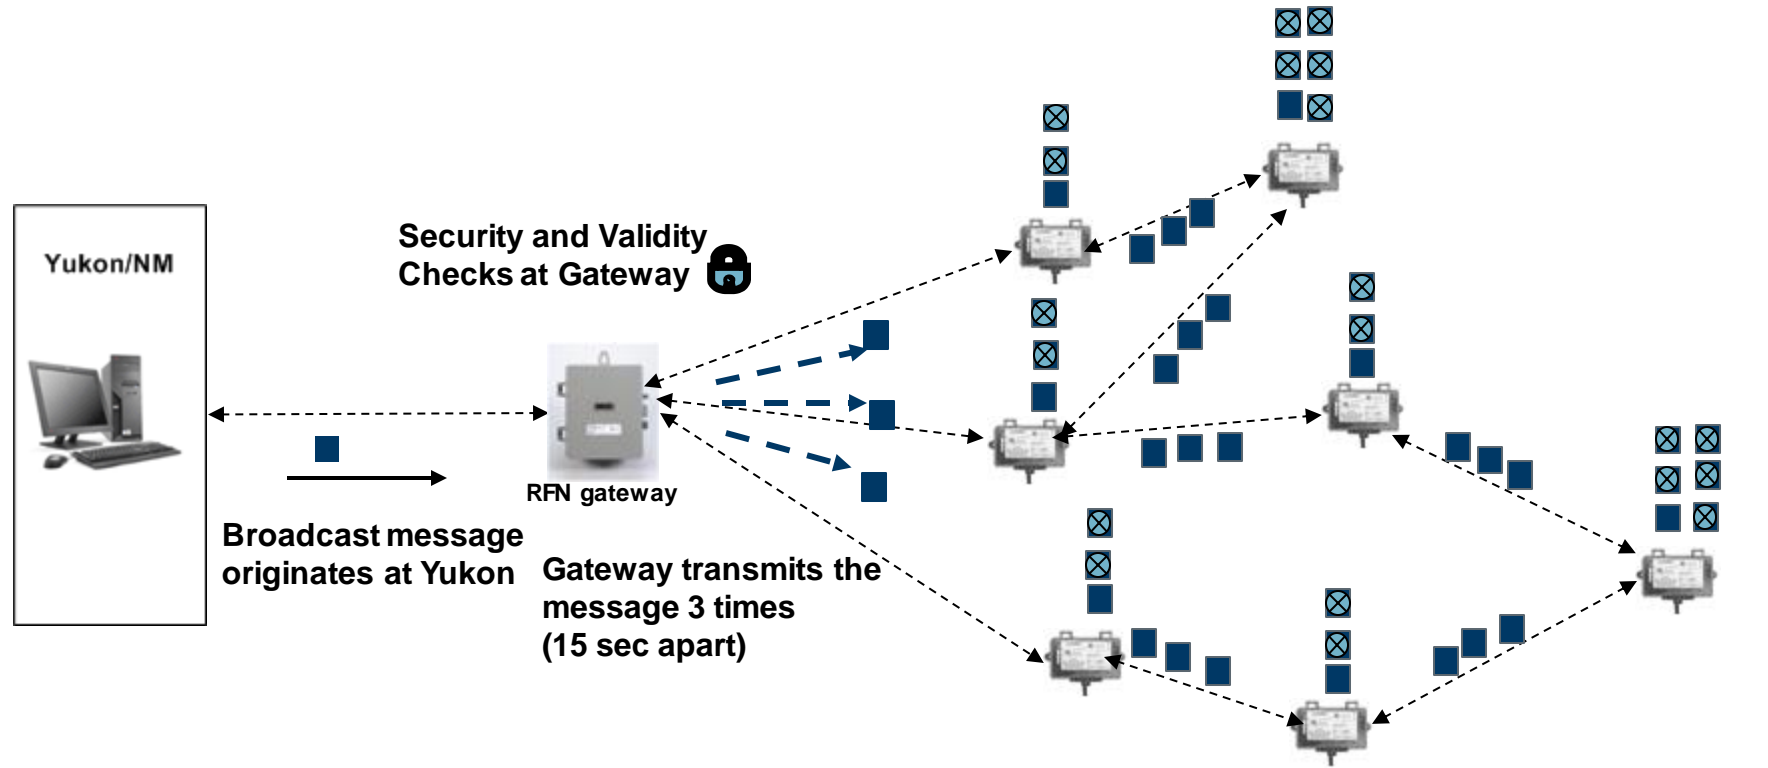 Yukon/NM
Security and Validity
Checks at Gateway
RFN gateway
Broadcast message
originates at Yukon
Gateway transmits the
message 3 times
(15 sec apart)